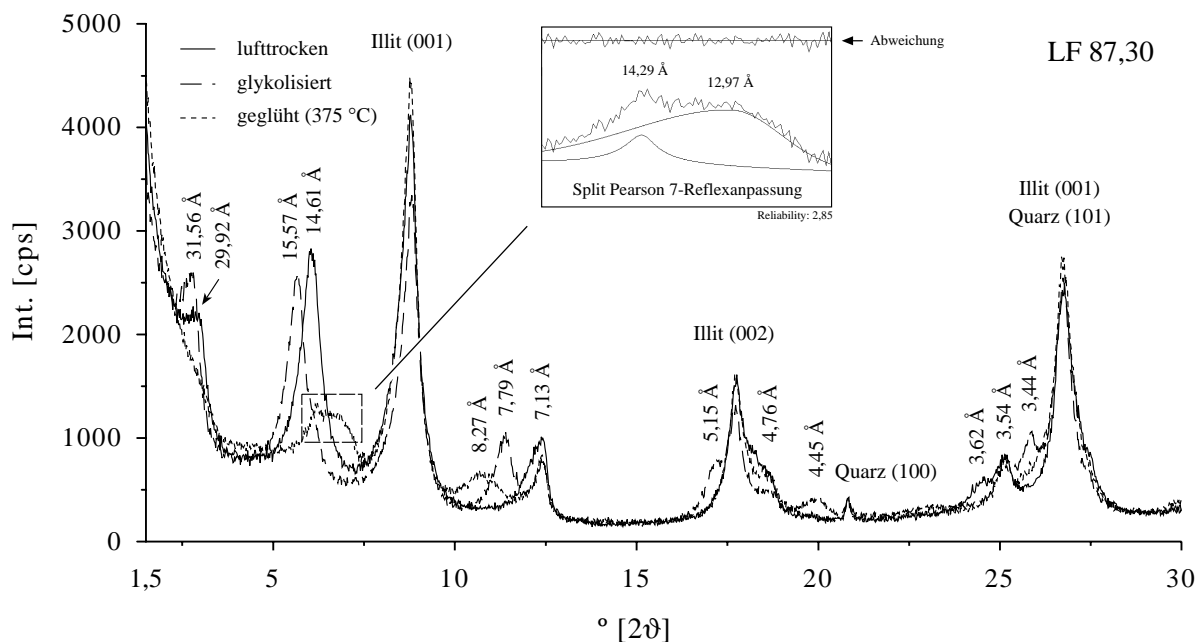 5000
4000
3000
2000
1000
0
Int. [cps]
lufttrocken
glykolisiert
geglüht (375 °C)
Illit (001)
LF 87,30
Abweichung
14,29 Å
12,97 Å
Split Pearson 7-Reflexanpassung
Reliability: 2,85
31,56 Å
29,92 Å
15,57 Å
14,61 Å
8,27 Å
7,79 Å
7,13 Å
Illit (002)
5,15 Å
4,76 Å
4,45 Å
Quarz (100)
3,62 Å
3,54 Å
3,44 Å
Illit (001)
Quarz (101)
1,5
5
10
15
20
25
30
° [2ϑ]